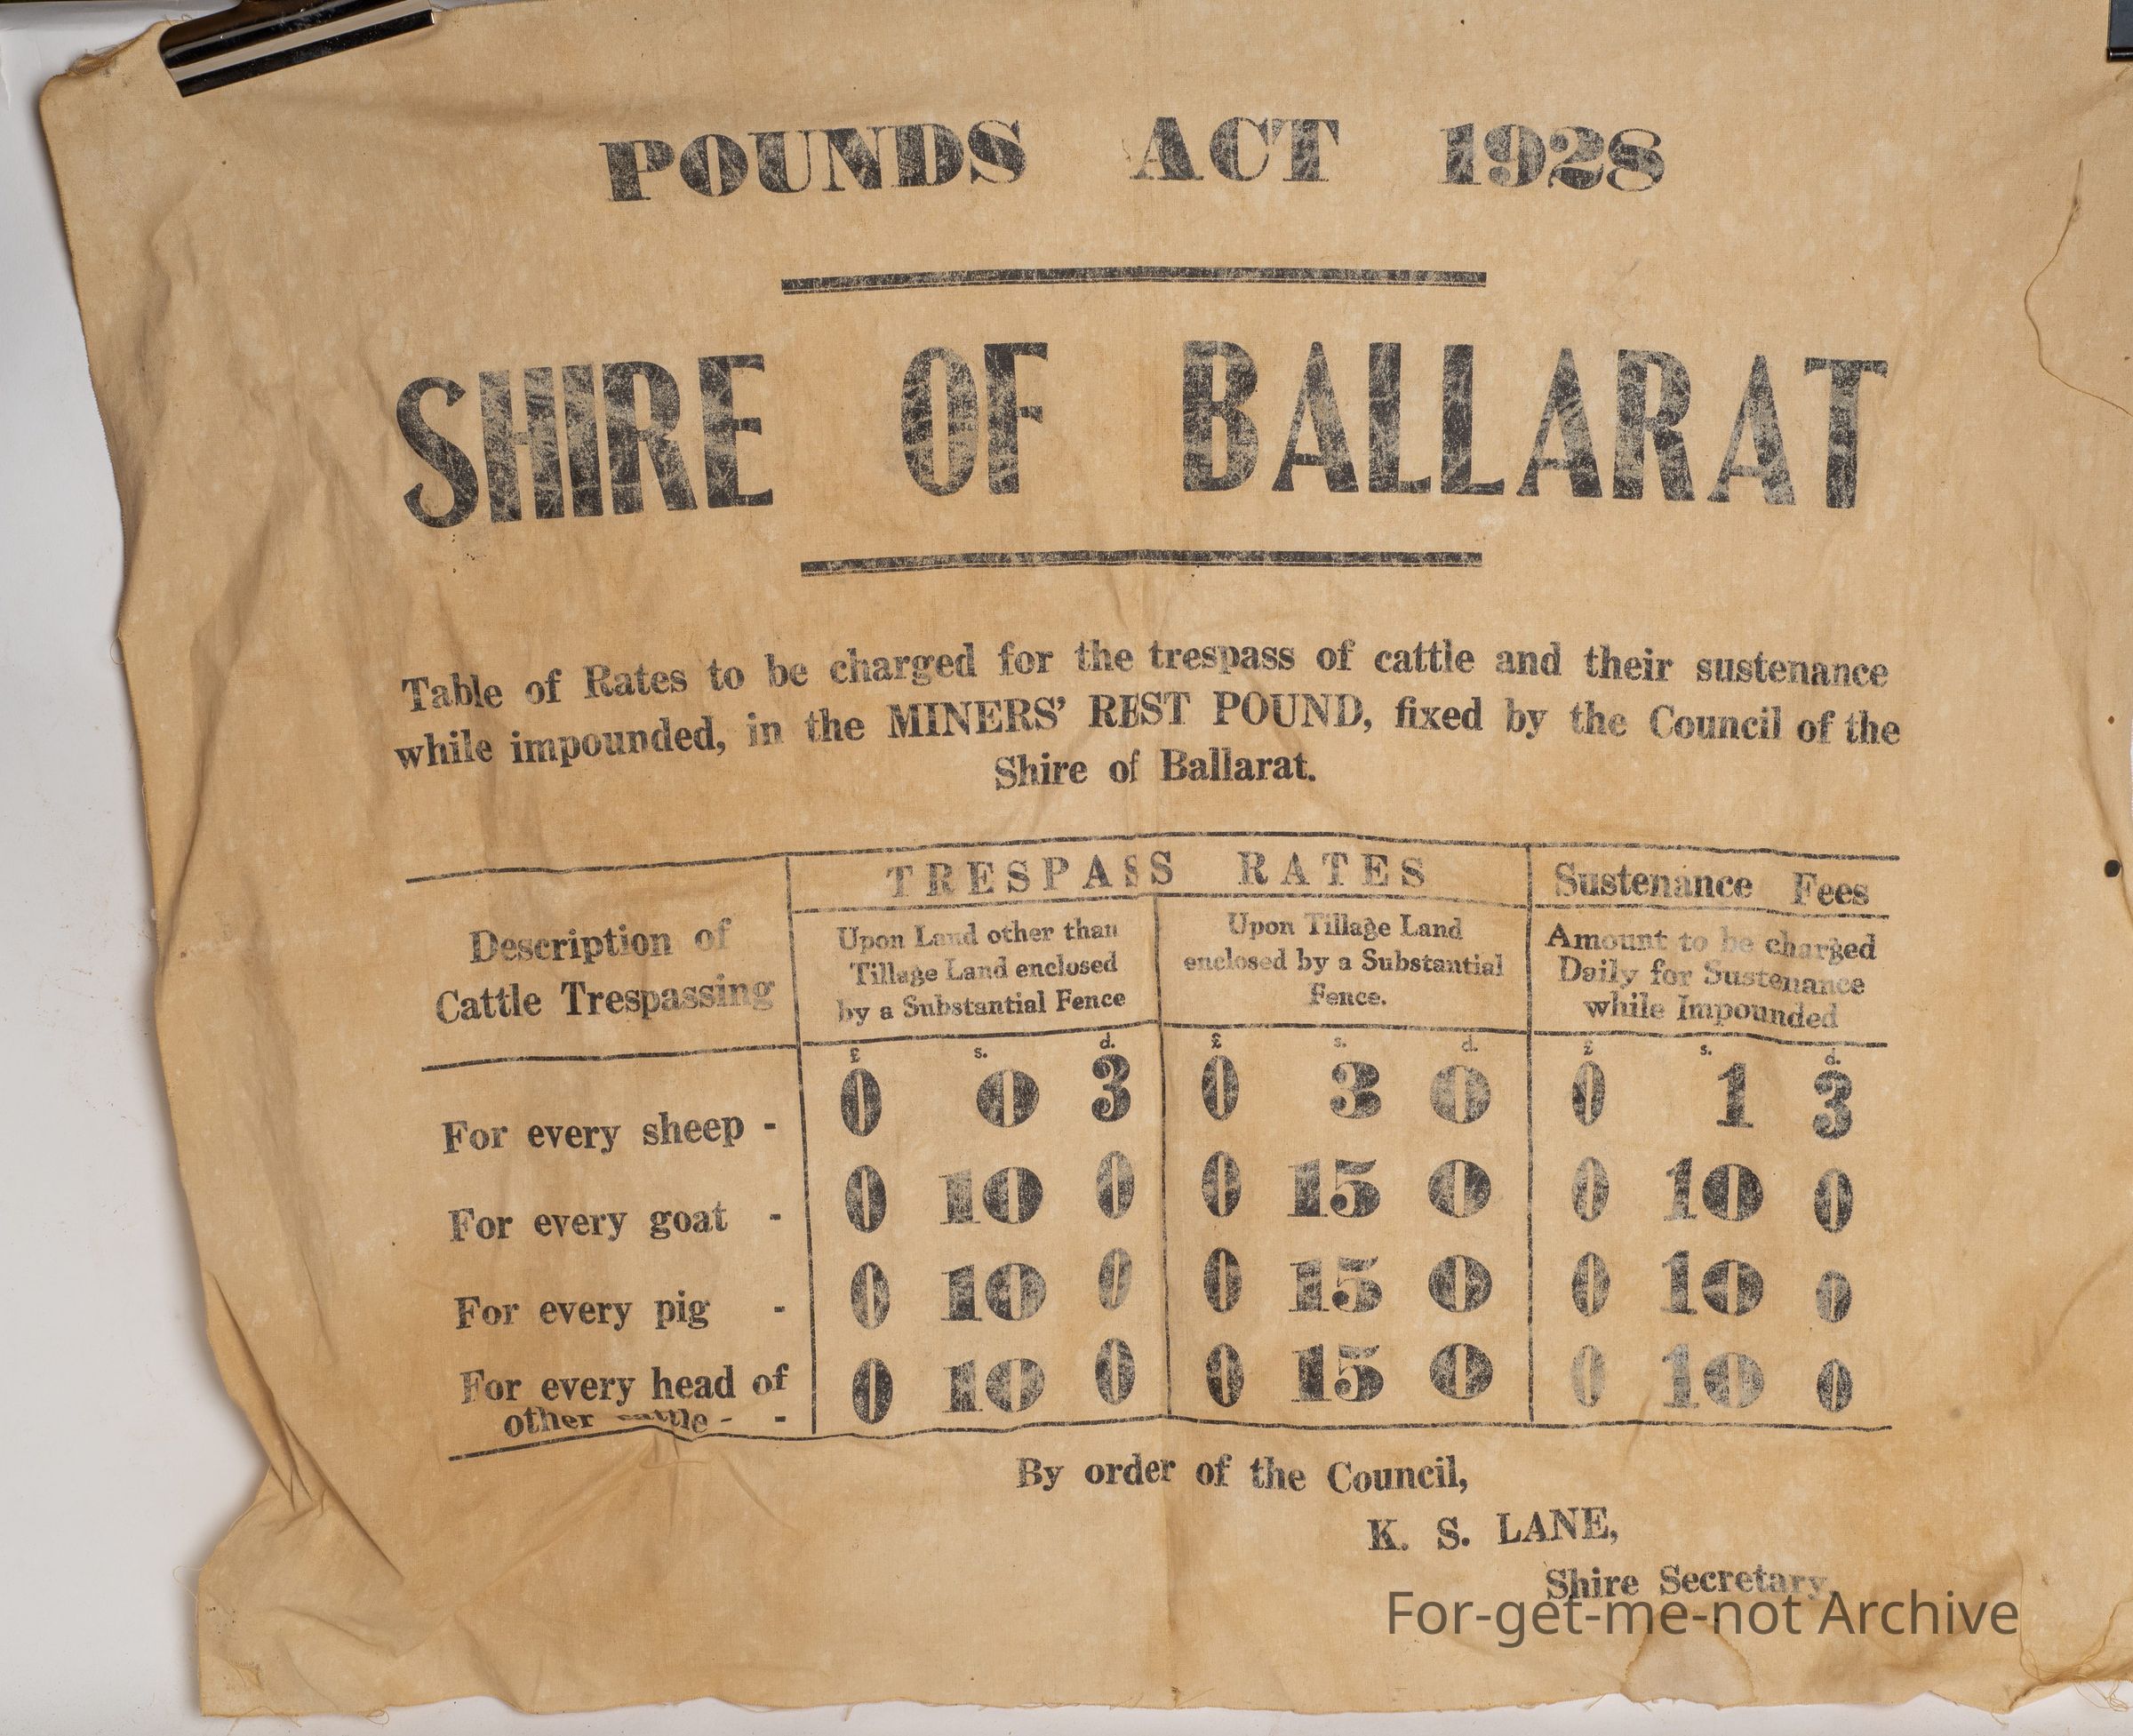 POUNDS ACT 1928
SHIRE OF BALLARAT
Table of Rates to be charged for the trespass of cattle and their sustenance
while impounded, in the MINERS' REST POUND, fixed by the Council of the
Shire of Ballarat.
TRESPASS RATES
Sustenance Fees
Description of
Cattle Trespassing
Upon Land other than
Tillage Land enclosed
by a Substantial Fence
Upon Tillage Land
enclosed by a Substantial
Fence.
Amount to be charged
Daily for Sustenance
while Impounded
£ s. d. £ s. d. £ s. d.
For every sheep - 0 0 3 0 3 0 0 1 3
For every goat - 0 10 0 0 15 0 0 10 0
For every pig - 0 10 0 0 15 0 0 10 0
For every head of
other cattle - - 0 10 0 0 15 0 0 10 0
By order of the Council,
K. S. LANE,
Shire Secretary.
For-get-me-not Archive